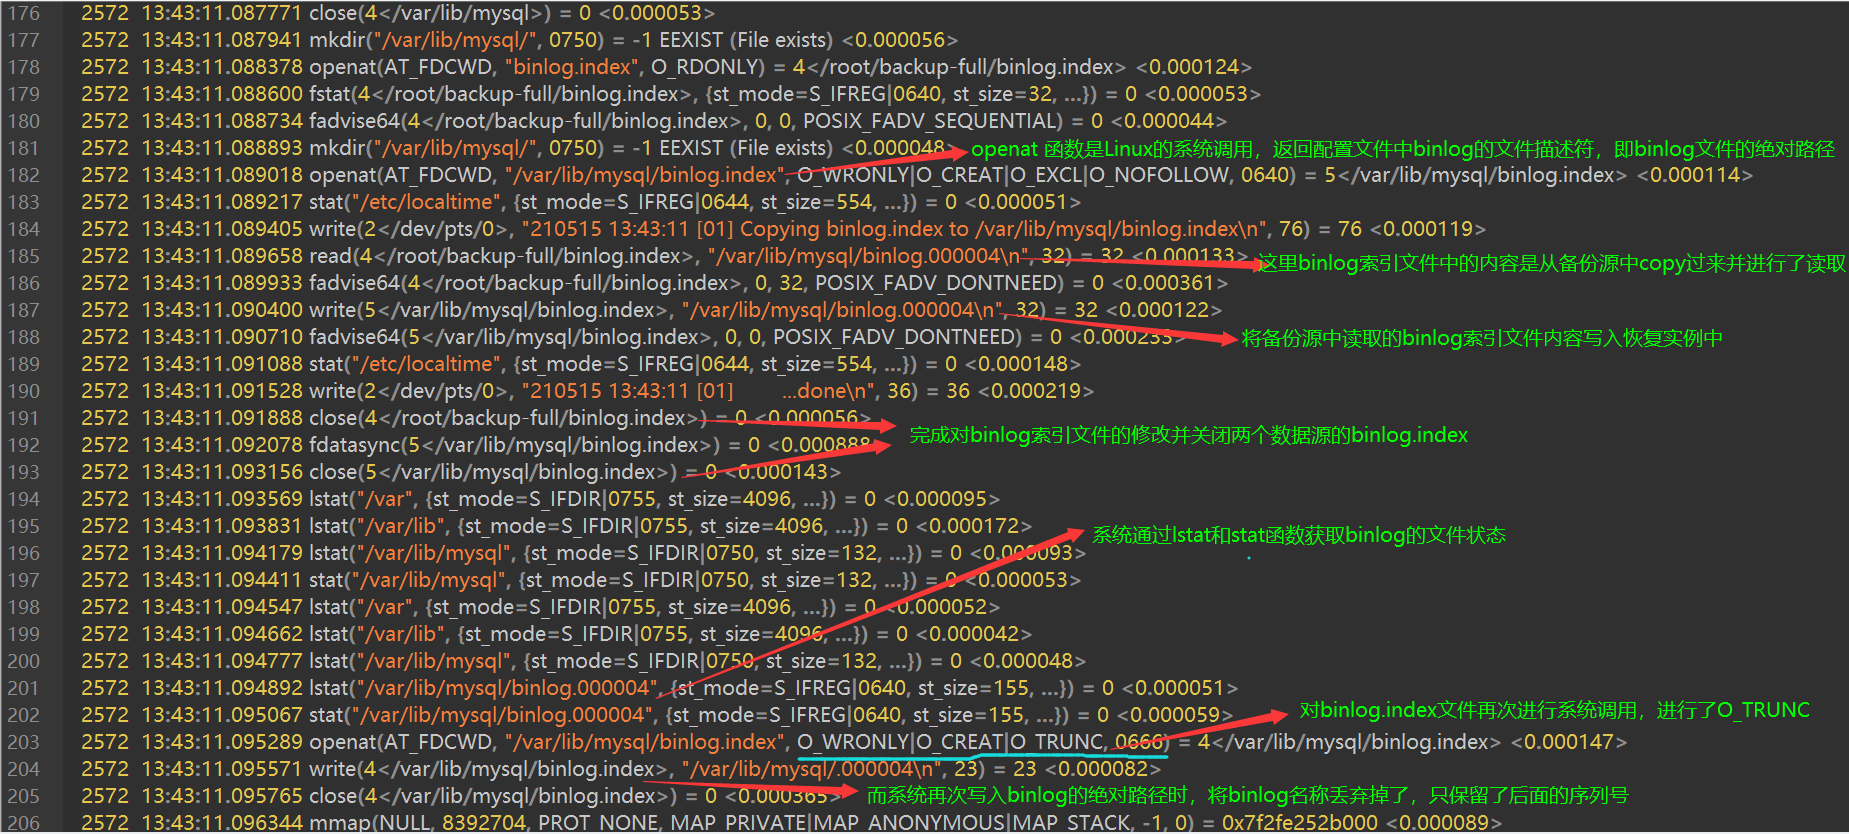 176 2572 13:43:11.087771 close(4</var/lib/mysql>) = 0 <0.000053>
177 2572 13:43:11.087941 mkdir("/var/lib/mysql/", 0750) = -1 EEXIST (File exists) <0.000056>
178 2572 13:43:11.088378 openat(AT_FDCWD, "binlog.index", O_RDONLY) = 4</root/backup-full/binlog.index> <0.000124>
179 2572 13:43:11.088600 fstat(4</root/backup-full/binlog.index>, {st_mode=S_IFREG|0640, st_size=32, ...}) = 0 <0.000053>
180 2572 13:43:11.088734 fadvise64(4</root/backup-full/binlog.index>, 0, 0, POSIX_FADV_SEQUENTIAL) = 0 <0.000044>
181 2572 13:43:11.088893 mkdir("/var/lib/mysql/", 0750) = -1 EEXIST (File exists) <0.000048> openat 函数是Linux的系统调用，返回配置文件中binlog的文件描述符，即binlog文件的绝对路径
182 2572 13:43:11.089018 openat(AT_FDCWD, "/var/lib/mysql/binlog.index", O_WRONLY|O_CREAT|O_EXCL|O_NOFOLLOW, 0640) = 5</var/lib/mysql/binlog.index> <0.000114>
183 2572 13:43:11.089217 stat("/etc/localtime", {st_mode=S_IFREG|0644, st_size=554, ...}) = 0 <0.000051>
184 2572 13:43:11.089405 write(2</dev/pts/0>, "210515 13:43:11 [01] Copying binlog.index to /var/lib/mysql/binlog.index\n", 76) = 76 <0.000119>
185 2572 13:43:11.089658 read(4</root/backup-full/binlog.index>, "/var/lib/mysql/binlog.000004\n", 32) = 32 <0.000133> 这里binlog索引文件中的内容是从备份源中copy过来并进行了读取
186 2572 13:43:11.089933 fadvise64(4</root/backup-full/binlog.index>, 0, 32, POSIX_FADV_DONTNEED) = 0 <0.000361>
187 2572 13:43:11.090400 write(5</var/lib/mysql/binlog.index>, "/var/lib/mysql/binlog.000004\n", 32) = 32 <0.000122>
188 2572 13:43:11.090710 fadvise64(5</var/lib/mysql/binlog.index>, 0, 0, POSIX_FADV_DONTNEED) = 0 <0.000233> 将备份源中读取的binlog索引文件内容写入恢复实例中
189 2572 13:43:11.091088 stat("/etc/localtime", {st_mode=S_IFREG|0644, st_size=554, ...}) = 0 <0.000148>
190 2572 13:43:11.091528 write(2</dev/pts/0>, "210515 13:43:11 [01]        ...done\n", 36) = 36 <0.000219>
191 2572 13:43:11.091888 close(4</root/backup-full/binlog.index>) = 0 <0.000056>
192 2572 13:43:11.092078 fdatasync(5</var/lib/mysql/binlog.index>) = 0 <0.000888 完成对binlog索引文件的修改并关闭两个数据源的binlog.index
193 2572 13:43:11.093156 close(5</var/lib/mysql/binlog.index>) = 0 <0.000143>
194 2572 13:43:11.093569 lstat("/var", {st_mode=S_IFDIR|0755, st_size=4096, ...}) = 0 <0.000095>
195 2572 13:43:11.093831 lstat("/var/lib", {st_mode=S_IFDIR|0755, st_size=4096, ...}) = 0 <0.000172>
196 2572 13:43:11.094179 lstat("/var/lib/mysql", {st_mode=S_IFDIR|0750, st_size=132, ...}) = 0 <0.000093> 系统通过lstat和stat函数获取binlog的文件状态
197 2572 13:43:11.094411 stat("/var/lib/mysql", {st_mode=S_IFDIR|0750, st_size=132, ...}) = 0 <0.000053>
198 2572 13:43:11.094547 lstat("/var", {st_mode=S_IFDIR|0755, st_size=4096, ...}) = 0 <0.000052>
199 2572 13:43:11.094662 lstat("/var/lib", {st_mode=S_IFDIR|0755, st_size=4096, ...}) = 0 <0.000042>
200 2572 13:43:11.094777 lstat("/var/lib/mysql", {st_mode=S_IFDIR|0750, st_size=132, ...}) = 0 <0.000048>
201 2572 13:43:11.094892 lstat("/var/lib/mysql/binlog.000004", {st_mode=S_IFREG|0640, st_size=155, ...}) = 0 <0.000051>
202 2572 13:43:11.095067 stat("/var/lib/mysql/binlog.000004", {st_mode=S_IFREG|0640, st_size=155, ...}) = 0 <0.000059> 对binlog.index文件再次进行系统调用，进行了O_TRUNC
203 2572 13:43:11.095289 openat(AT_FDCWD, "/var/lib/mysql/binlog.index", O_WRONLY|O_CREAT|O_TRUNC, 0666) = 4</var/lib/mysql/binlog.index> <0.000147>
204 2572 13:43:11.095571 write(4</var/lib/mysql/binlog.index>, "/var/lib/mysql/.000004\n", 23) = 23 <0.000082>
205 2572 13:43:11.095765 close(4</var/lib/mysql/binlog.index>) = 0 <0.000365> 而系统再次写入binlog的绝对路径时，将binlog名称丢弃掉了，只保留了后面的序列号
206 2572 13:43:11.096344 mmap(NULL, 8392704, PROT_NONE, MAP_PRIVATE|MAP_ANONYMOUS|MAP_STACK, -1, 0) = 0x7f2fe252b000 <0.000089>